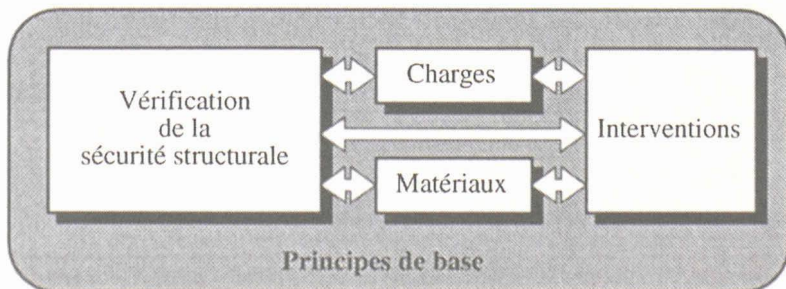 Vérification
de la
sécurité structurale
Charges
Matériaux
Interventions
Principes de base